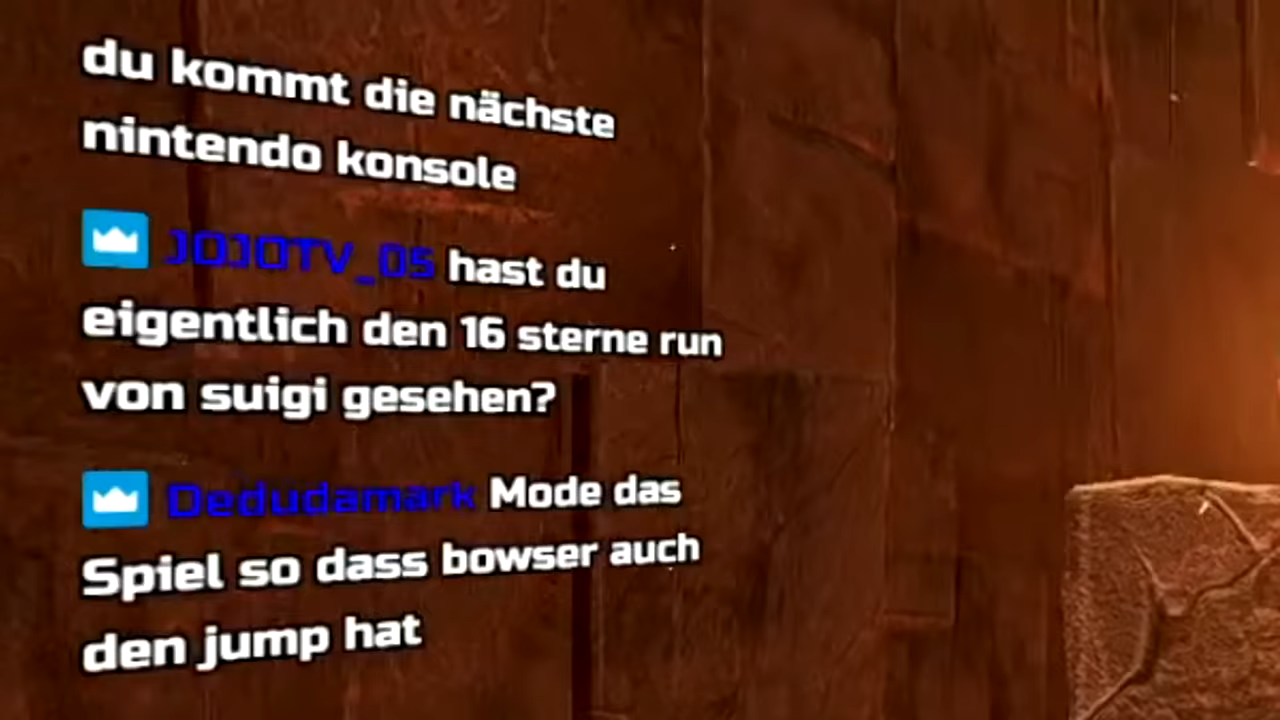 du kommt die nächste
nintendo konsole
JOJOTV_05 hast du
eigentlich den 16 sterne run
von suigi gesehen?
Dedudamark Mode das
Spiel so dass bowser auch
den jump hat